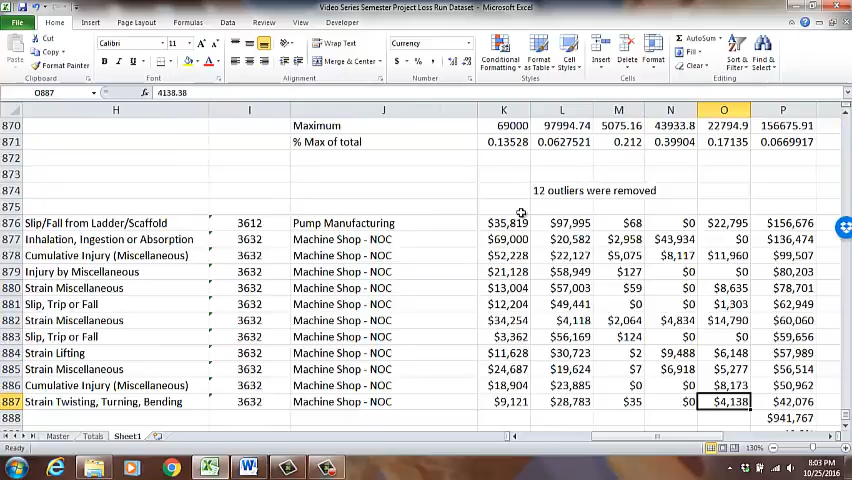 Video Series Semester Project Loss Run Dataset - Microsoft Excel
File Home Insert Page Layout Formulas Data Review View Developer
Cut Calibri 11 Wrap Text Currency AutoSum
Copy Fill
Paste Format Painter B I U Merge & Center $ % , Conditional Formatting Format as Table Cell Styles Insert Delete Format Clear Sort & Filter Find & Select
Clipboard Font Alignment Number Styles Cells Editing
O887 fx 4138.38
H I J K L M N O P
870 Maximum 69000 97994.74 5075.16 43933.8 22794.9 156675.91
871 % Max of total 0.13528 0.0627521 0.212 0.39904 0.17135 0.0669917
872
873
874 12 outliers were removed
875
876 Slip/Fall from Ladder/Scaffold 3612 Pump Manufacturing $35,819 $97,995 $68 $0 $22,795 $156,676
877 Inhalation, Ingestion or Absorption 3632 Machine Shop - NOC $69,000 $20,582 $2,958 $43,934 $0 $136,474
878 Cumulative Injury (Miscellaneous) 3632 Machine Shop - NOC $52,228 $22,127 $5,075 $8,117 $11,960 $99,507
879 Injury by Miscellaneous 3632 Machine Shop - NOC $21,128 $58,949 $127 $0 $0 $80,203
880 Strain Miscellaneous 3632 Machine Shop - NOC $13,004 $57,003 $59 $0 $8,635 $78,701
881 Slip, Trip or Fall 3632 Machine Shop - NOC $12,204 $49,441 $0 $0 $1,303 $62,949
882 Strain Miscellaneous 3632 Machine Shop - NOC $34,254 $4,118 $2,064 $4,834 $14,790 $60,060
883 Slip, Trip or Fall 3632 Machine Shop - NOC $3,362 $56,169 $124 $0 $0 $59,656
884 Strain Lifting 3632 Machine Shop - NOC $11,628 $30,723 $2 $9,488 $6,148 $57,989
885 Strain Miscellaneous 3632 Machine Shop - NOC $24,687 $19,624 $7 $6,918 $5,277 $56,514
886 Cumulative Injury (Miscellaneous) 3632 Machine Shop - NOC $18,904 $23,885 $0 $0 $8,173 $50,962
887 Strain Twisting, Turning, Bending 3632 Machine Shop - NOC $9,121 $28,783 $35 $0 $4,138 $42,076
888 $941,767
Master Totals Sheet1
Ready 130%
8:03 PM
10/25/2016